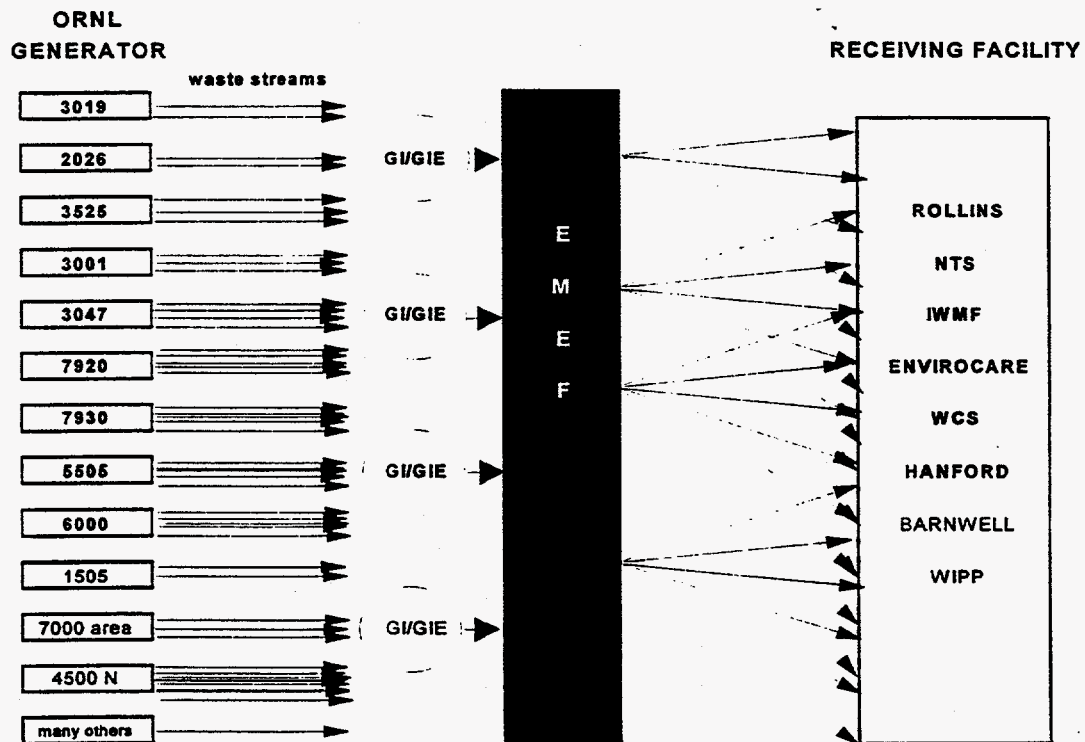 ORNL
GENERATOR
RECEIVING FACILITY
waste streams
3019
2026
3525
3001
3047
7920
7930
5505
6000
1505
7000 area
4500 N
many others
GI/GIE
GI/GIE
GI/GIE
GI/GIE
E
M
E
F
ROLLINS
NTS
IWMF
ENVIROCARE
WCS
HANFORD
BARNWELL
WIPP